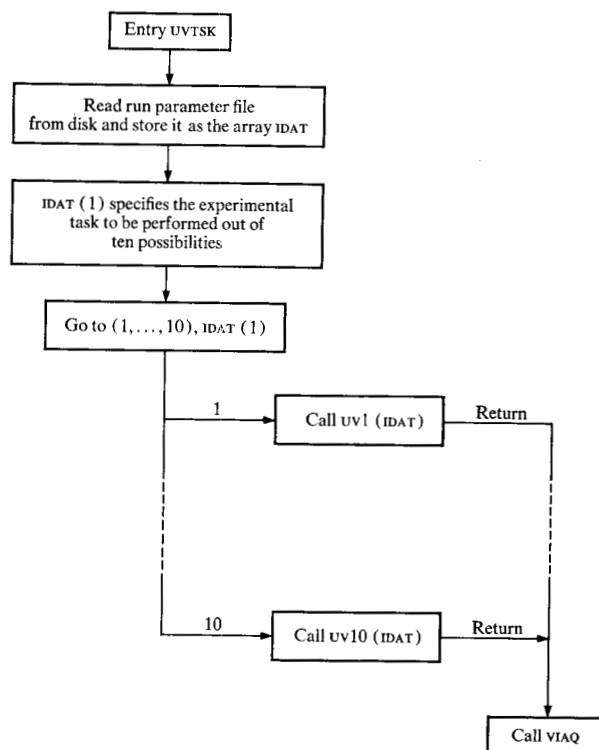 Entry UVTSK
Read run parameter file
from disk and store it as the array IDAT
IDAT (1) specifies the experimental
task to be performed out of
ten possibilities
Go to (1, ..., 10), IDAT (1)
1
Call UV1 (IDAT)
Return
10
Call UV10 (IDAT)
Return
Call VIAQ